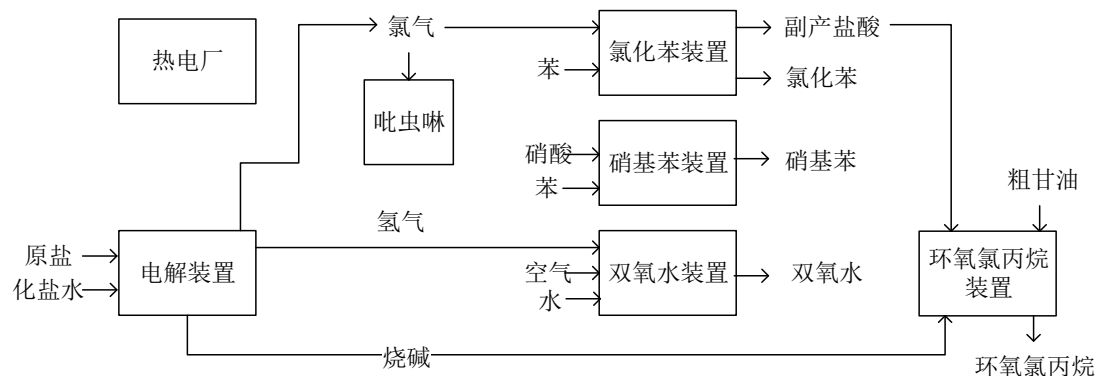 热电厂
氯气
吡虫啉
苯
氯化苯装置
副产盐酸
氯化苯
硝酸
苯
硝基苯装置
硝基苯
粗甘油
氢气
原盐
化盐水
电解装置
空气
水
双氧水装置
双氧水
环氧氯丙烷
装置
烧碱
环氧氯丙烷